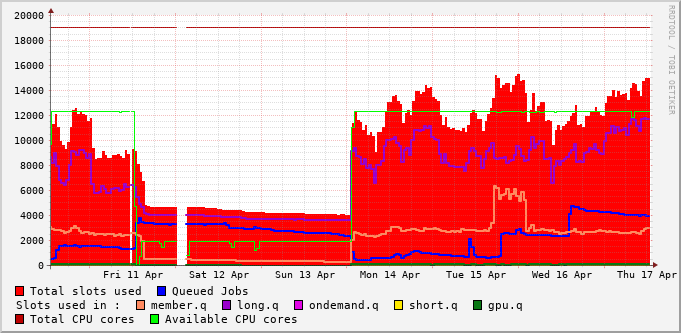 RRDTOOL / TOBI OETIKER
20000
18000
16000
14000
12000
10000
8000
6000
4000
2000
0
Fri 11 Apr Sat 12 Apr Sun 13 Apr Mon 14 Apr Tue 15 Apr Wed 16 Apr Thu 17 Apr
Total slots used Queued Jobs
Slots used in : member.q long.q ondemand.q short.q gpu.q
Total CPU cores Available CPU cores